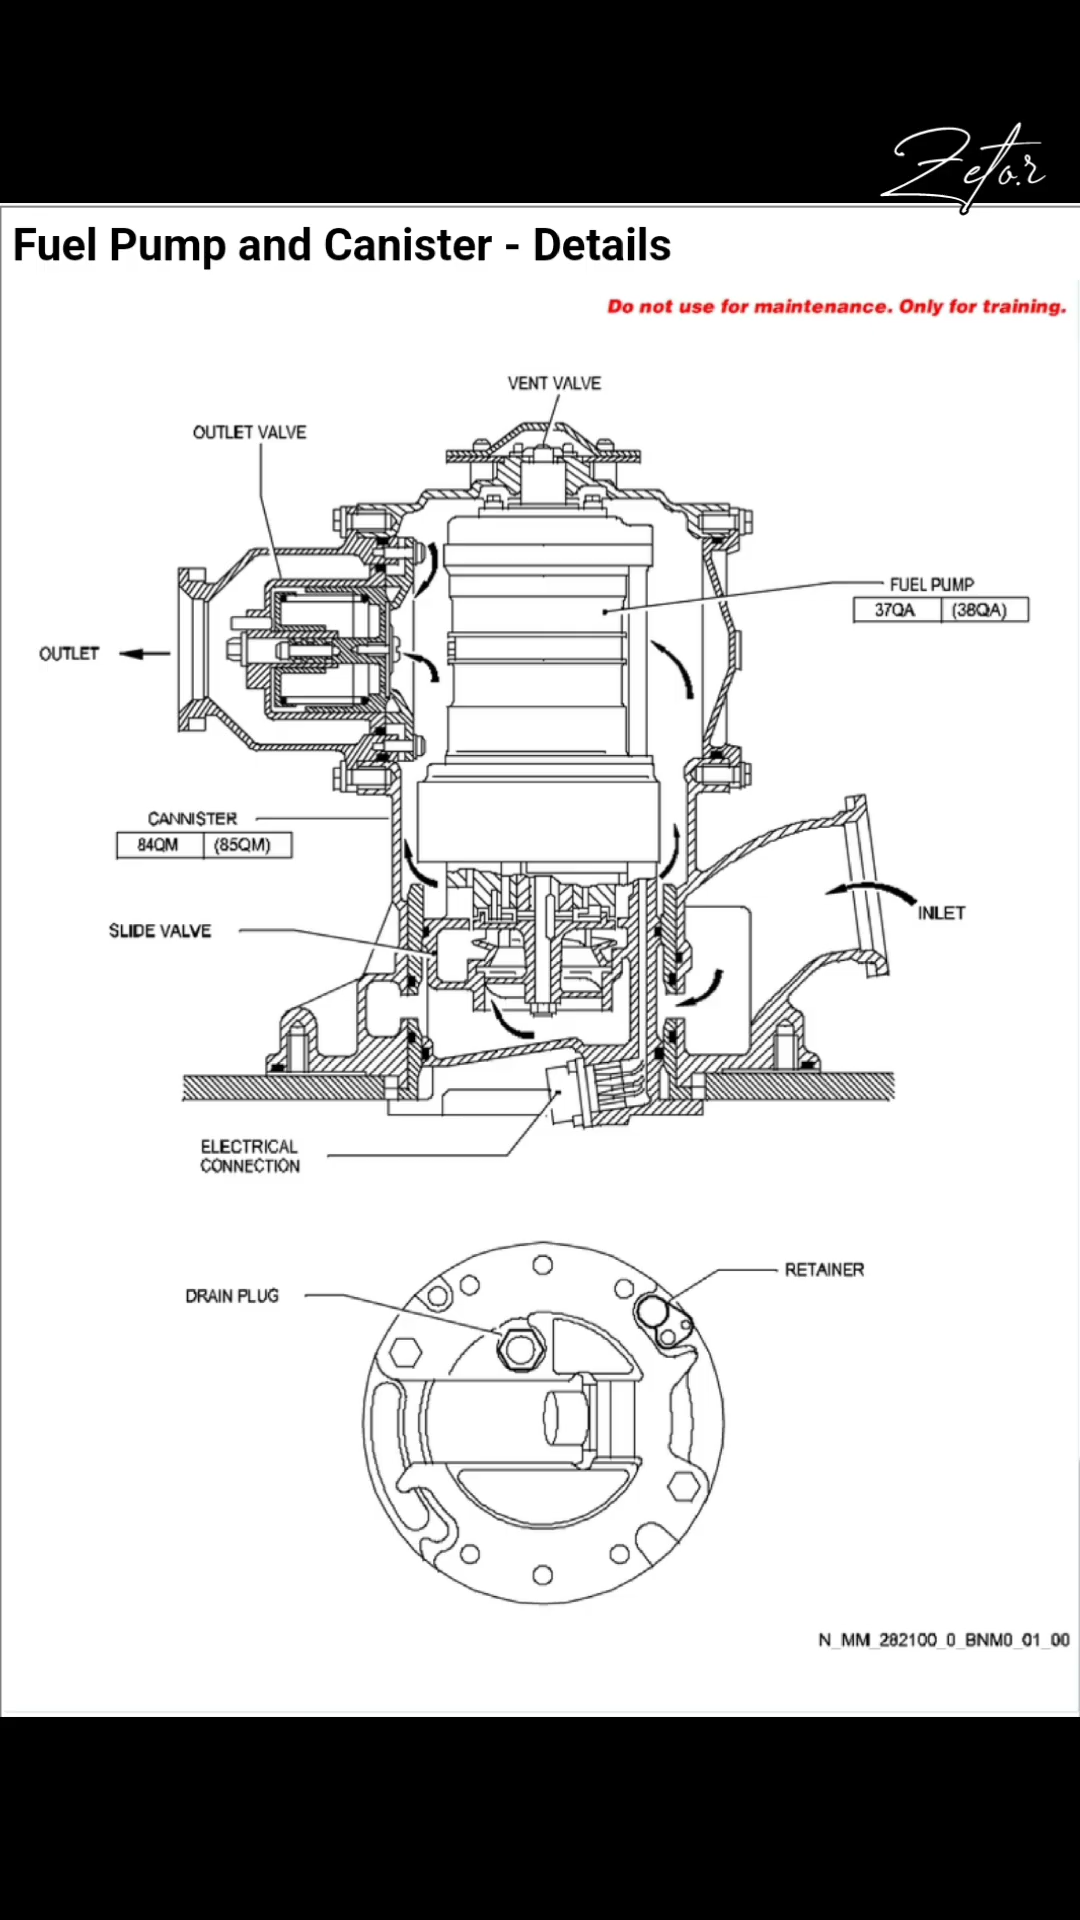 Zetor
Fuel Pump and Canister - Details
Do not use for maintenance. Only for training.
VENT VALVE
OUTLET VALVE
FUEL PUMP
37QA (38QA)
OUTLET
CANNISTER
84QM (85QM)
INLET
SLIDE VALVE
ELECTRICAL
CONNECTION
RETAINER
DRAIN PLUG
N_MM_282100_0_BNM0_01_00